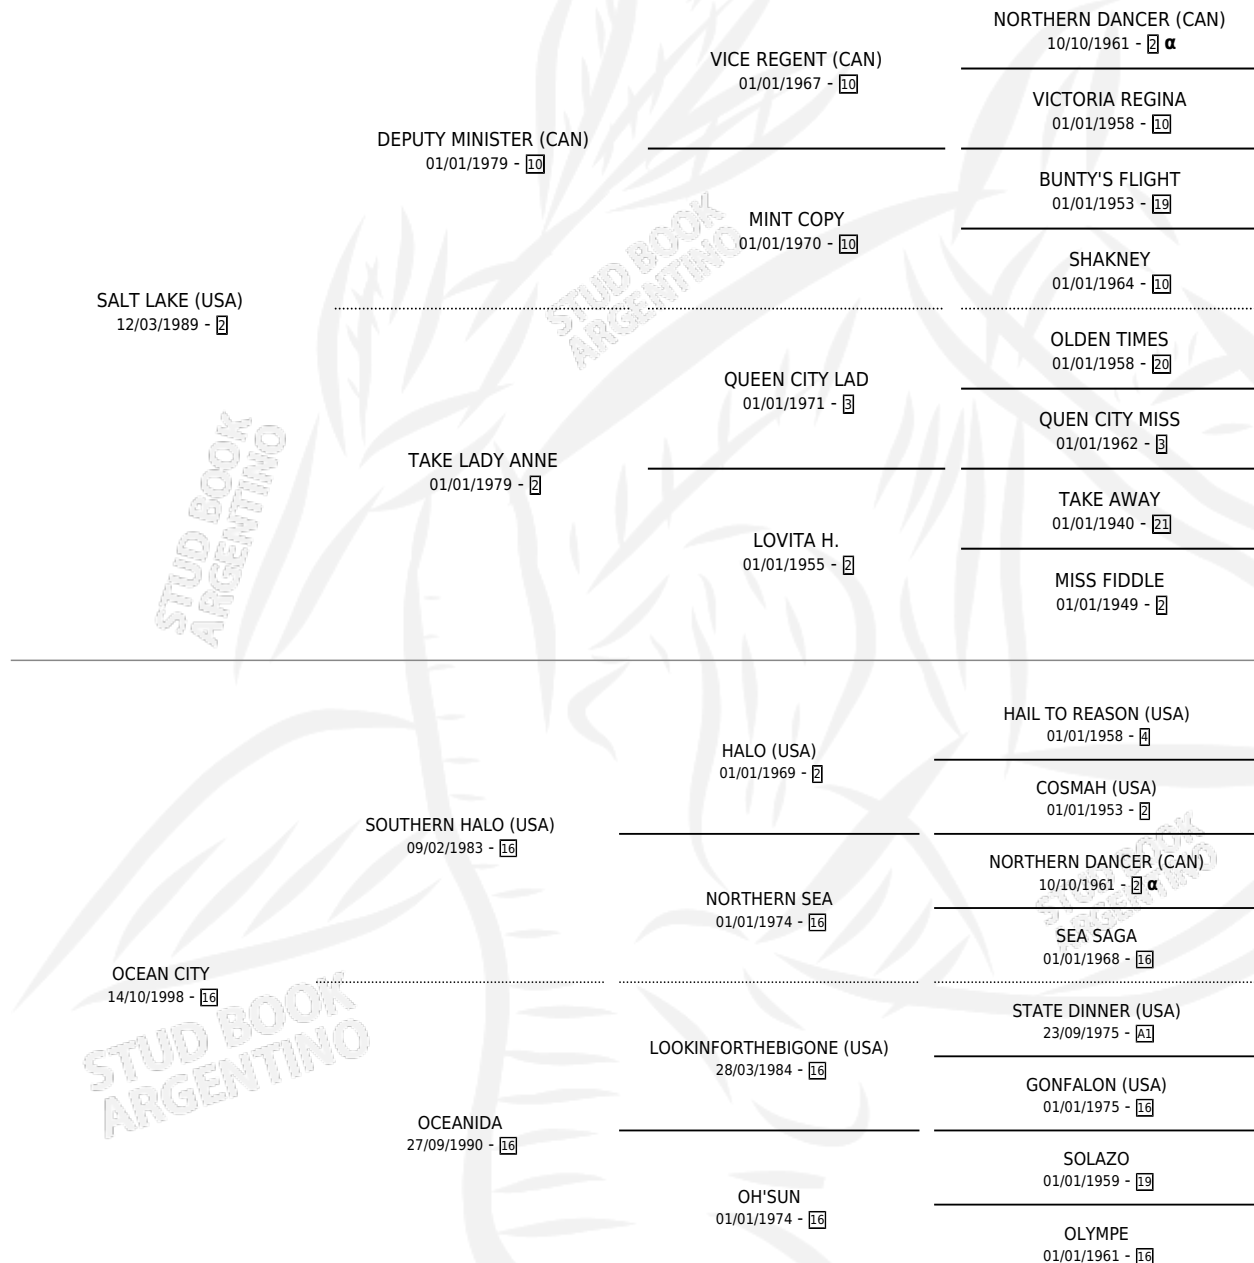 NORTHERN DANCER (CAN)
10/10/1961 - 2 α
VICE REGENT (CAN)
01/01/1967 - 10
VICTORIA REGINA
01/01/1958 - 10
DEPUTY MINISTER (CAN)
01/01/1979 - 10
BUNTY'S FLIGHT
01/01/1953 - 19
MINT COPY
01/01/1970 - 10
SHAKNEY
01/01/1964 - 10
SALT LAKE (USA)
12/03/1989 - 2
OLDEN TIMES
01/01/1958 - 20
QUEEN CITY LAD
01/01/1971 - 3
QUEN CITY MISS
01/01/1962 - 3
TAKE LADY ANNE
01/01/1979 - 2
TAKE AWAY
01/01/1940 - 21
LOVITA H.
01/01/1955 - 2
MISS FIDDLE
01/01/1949 - 2
STUD BOOK
ARGENTINO
STUD BOOK
ARGENTINO
HAIL TO REASON (USA)
01/01/1958 - 4
HALO (USA)
01/01/1969 - 2
COSMAH (USA)
01/01/1953 - 2
SOUTHERN HALO (USA)
09/02/1983 - 16
NORTHERN DANCER (CAN)
10/10/1961 - 2 α
NORTHERN SEA
01/01/1974 - 16
SEA SAGA
01/01/1968 - 16
OCEAN CITY
14/10/1998 - 16
STATE DINNER (USA)
23/09/1975 - A1
LOOKINFORTHEBIGONE (USA)
28/03/1984 - 16
GONFALON (USA)
01/01/1975 - 16
OCEANIDA
27/09/1990 - 16
SOLAZO
01/01/1959 - 19
OH'SUN
01/01/1974 - 16
OLYMPE
01/01/1961 - 16
STUD BOOK
ARGENTINO
STUD BOOK
ARGENTINO